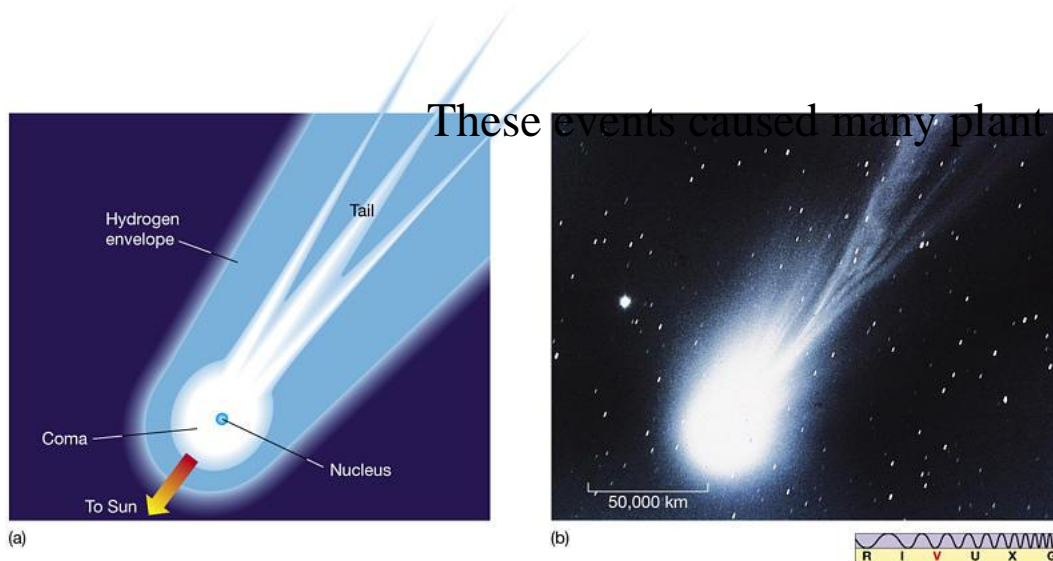 These events caused many plant
Hydrogen
envelope
Tail
Coma
Nucleus
To Sun
(a)
50,000 km
(b)
R I V U X G